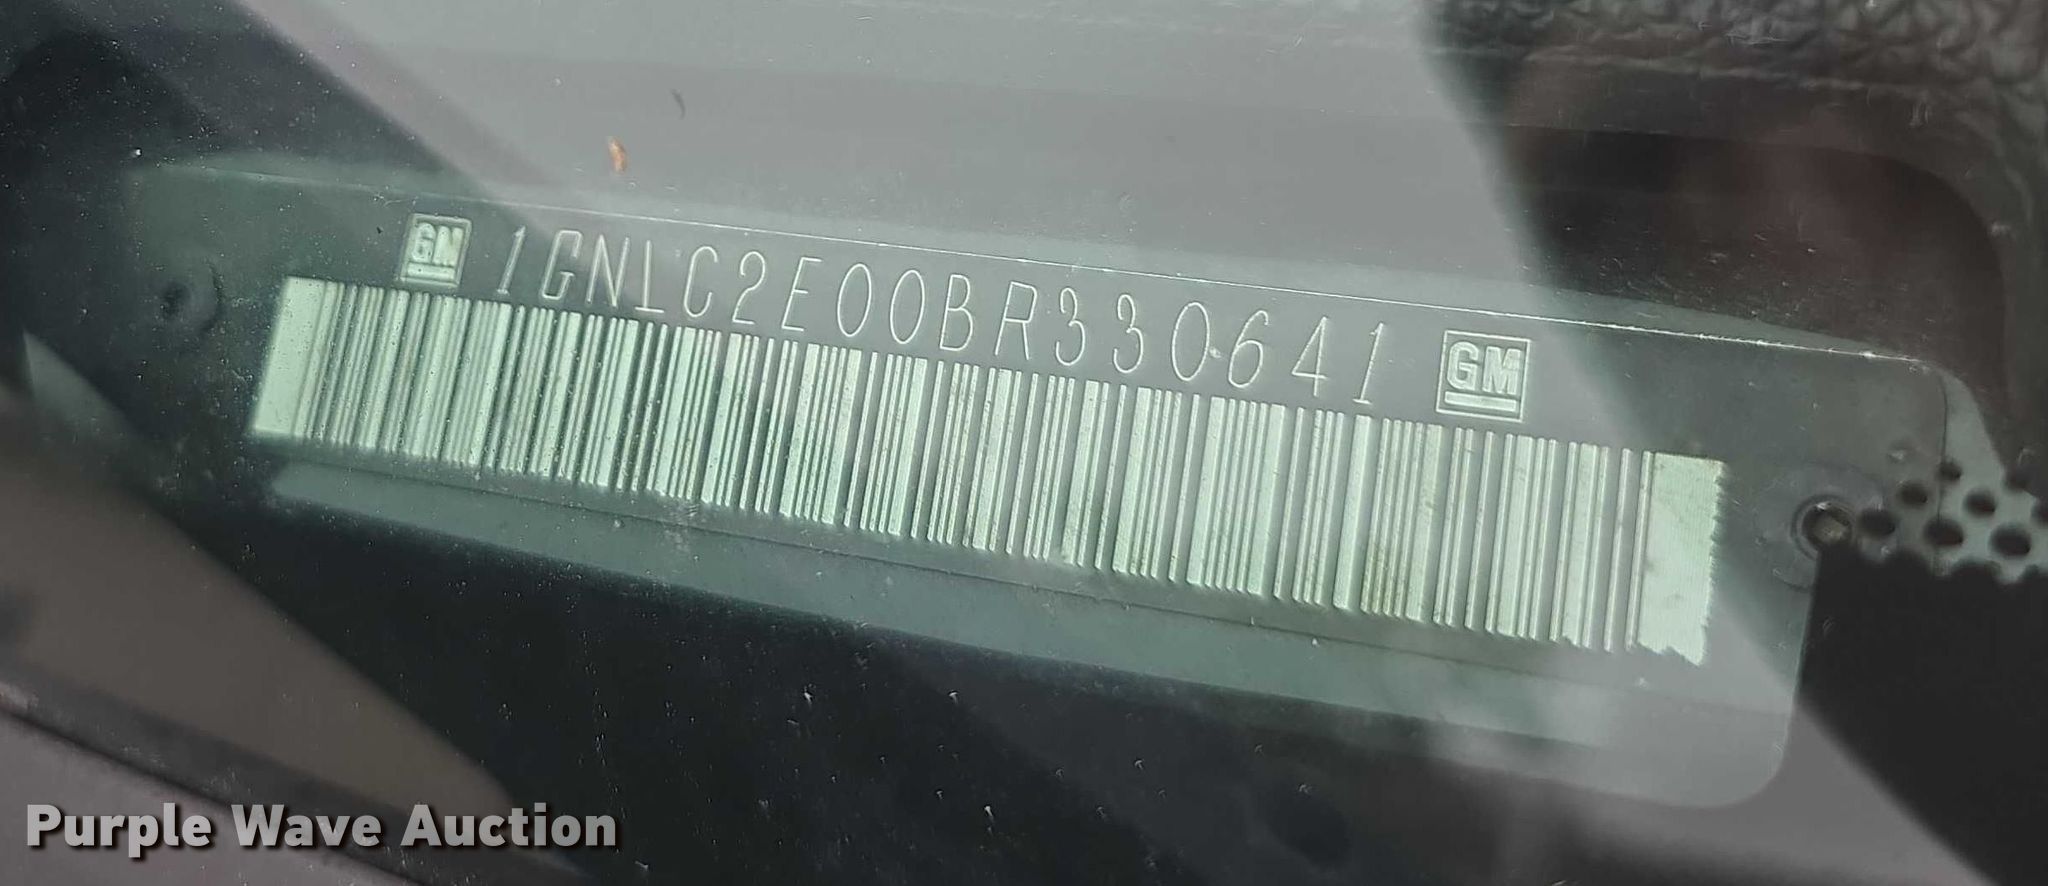 GM 1GNLC2E00BR330641 GM
Purple Wave Auction